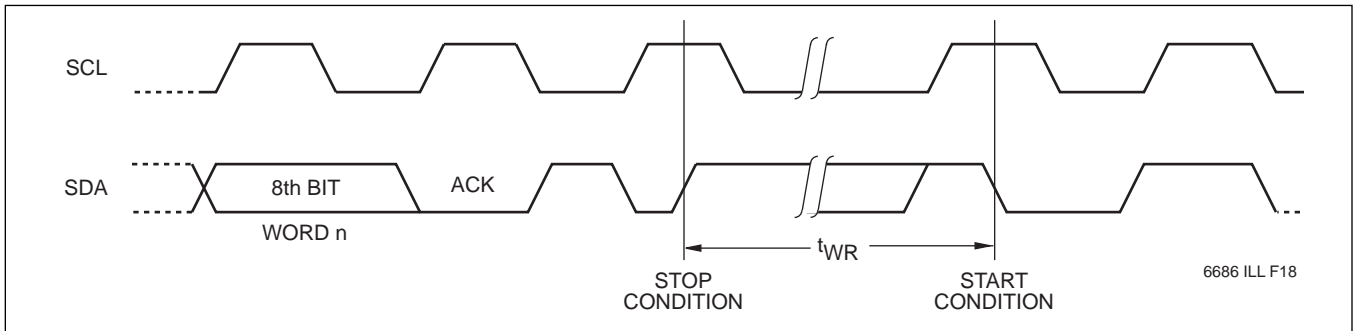 SCL
SDA
8th BIT
ACK
WORD n
tWR
STOP
CONDITION
START
CONDITION
6686 ILL F18